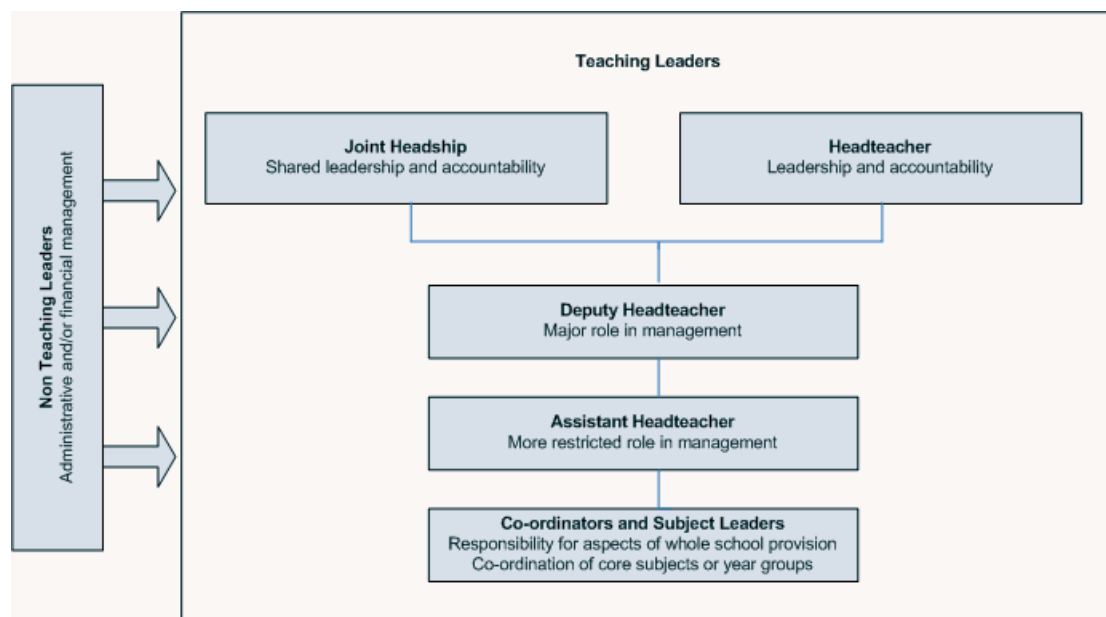 Teaching Leaders
Non Teaching Leaders
Administrative and/or financial management
Joint Headship
Shared leadership and accountability
Headteacher
Leadership and accountability
Deputy Headteacher
Major role in management
Assistant Headteacher
More restricted role in management
Co-ordinators and Subject Leaders
Responsibility for aspects of whole school provision
Co-ordination of core subjects or year groups